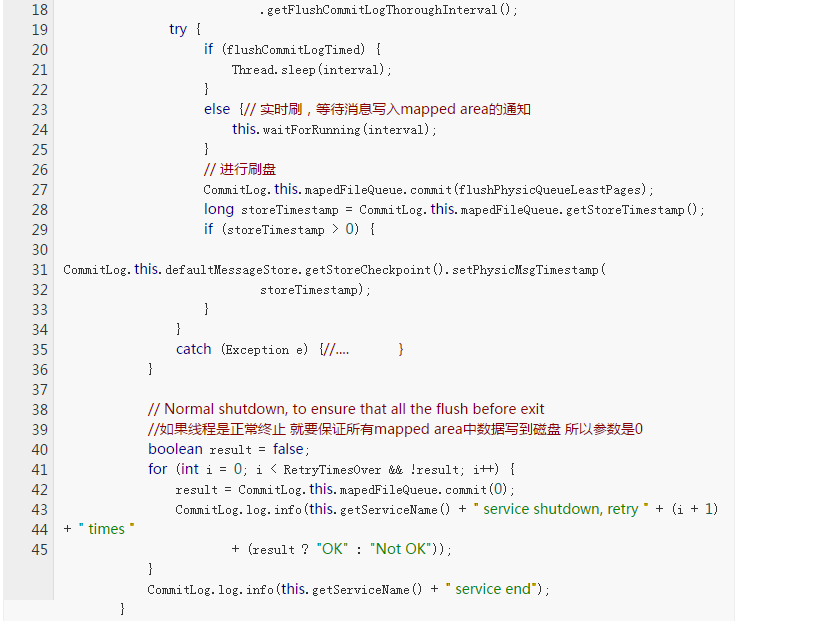 18 .getFlushCommitLogThoroughInterval();
19 try {
20 if (flushCommitLogTimed) {
21 Thread.sleep(interval);
22 }
23 else {// 实时刷，等待消息写入mapped area的通知
24 this.waitForRunning(interval);
25 }
26 // 进行刷盘
27 CommitLog.this.mapedFileQueue.commit(flushPhysicQueueLeastPages);
28 long storeTimestamp = CommitLog.this.mapedFileQueue.getStoreTimestamp();
29 if (storeTimestamp > 0) {
30
31 CommitLog.this.defaultMessageStore.getStoreCheckpoint().setPhysicMsgTimestamp(
32 storeTimestamp);
33 }
34 }
35 catch (Exception e) {//.... }
36 }
37
38 // Normal shutdown, to ensure that all the flush before exit
39 //如果线程是正常终止 就要保证所有mapped area中数据写到磁盘 所以参数是0
40 boolean result = false;
41 for (int i = 0; i < RetryTimesOver && !result; i++) {
42 result = CommitLog.this.mapedFileQueue.commit(0);
43 CommitLog.log.info(this.getServiceName() + " service shutdown, retry " + (i + 1)
44 + " times "
45 + (result ? "OK" : "Not OK"));
}
CommitLog.log.info(this.getServiceName() + " service end");
}